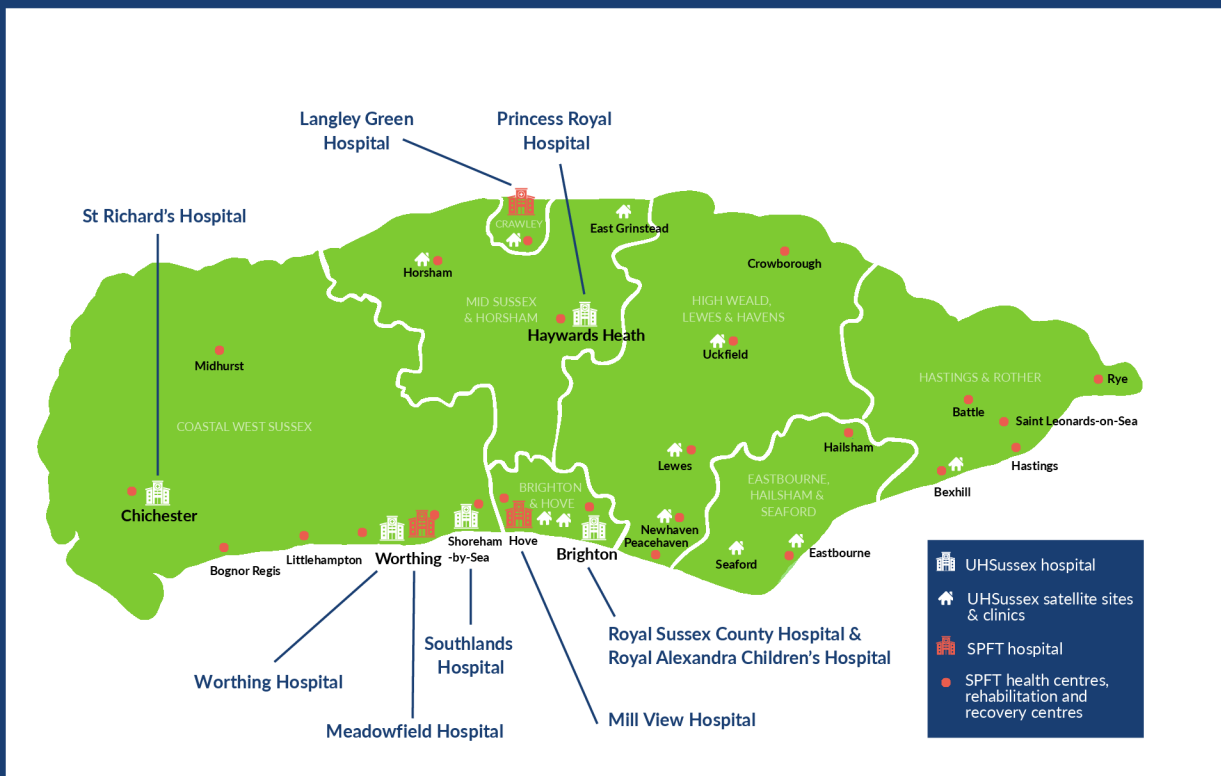 Langley Green
Hospital
Princess Royal
Hospital
St Richard's Hospital
CRAWLEY
East Grinstead
Horsham
Crowborough
MID SUSSEX
& HORSHAM
HIGH WEALD,
LEWES & HAVENS
Haywards Heath
Uckfield
Midhurst
HASTINGS & ROTHER
Rye
Battle
Saint Leonards-on-Sea
COASTAL WEST SUSSEX
Hailsham
Lewes
Hastings
EASTBOURNE,
HAILSHAM &
SEAFORD
BRIGHTON
& HOVE
Bexhill
Chichester
Newhaven
Peacehaven
Shoreham
-by-Sea
Hove
Brighton
Worthing
Littlehampton
Bognor Regis
Seaford
Eastbourne
UHSussex hospital
UHSussex satellite sites
& clinics
SPFT hospital
SPFT health centres,
rehabilitation and
recovery centres
Royal Sussex County Hospital &
Royal Alexandra Children's Hospital
Southlands
Hospital
Worthing Hospital
Mill View Hospital
Meadowfield Hospital